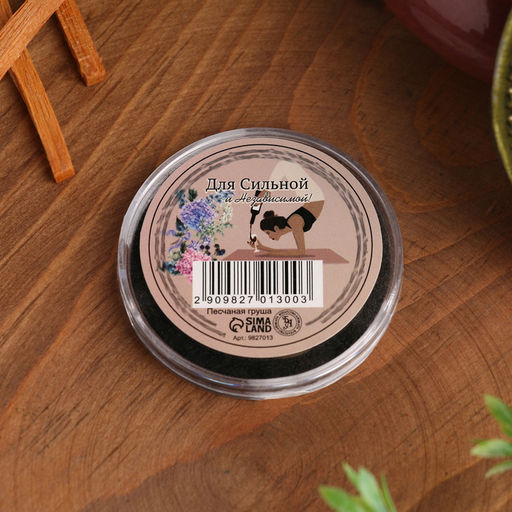 Для Сильной
и Независимой!
2 909827 013003
Песчаная груша
SIMA
LAND
Арт.: 9827013